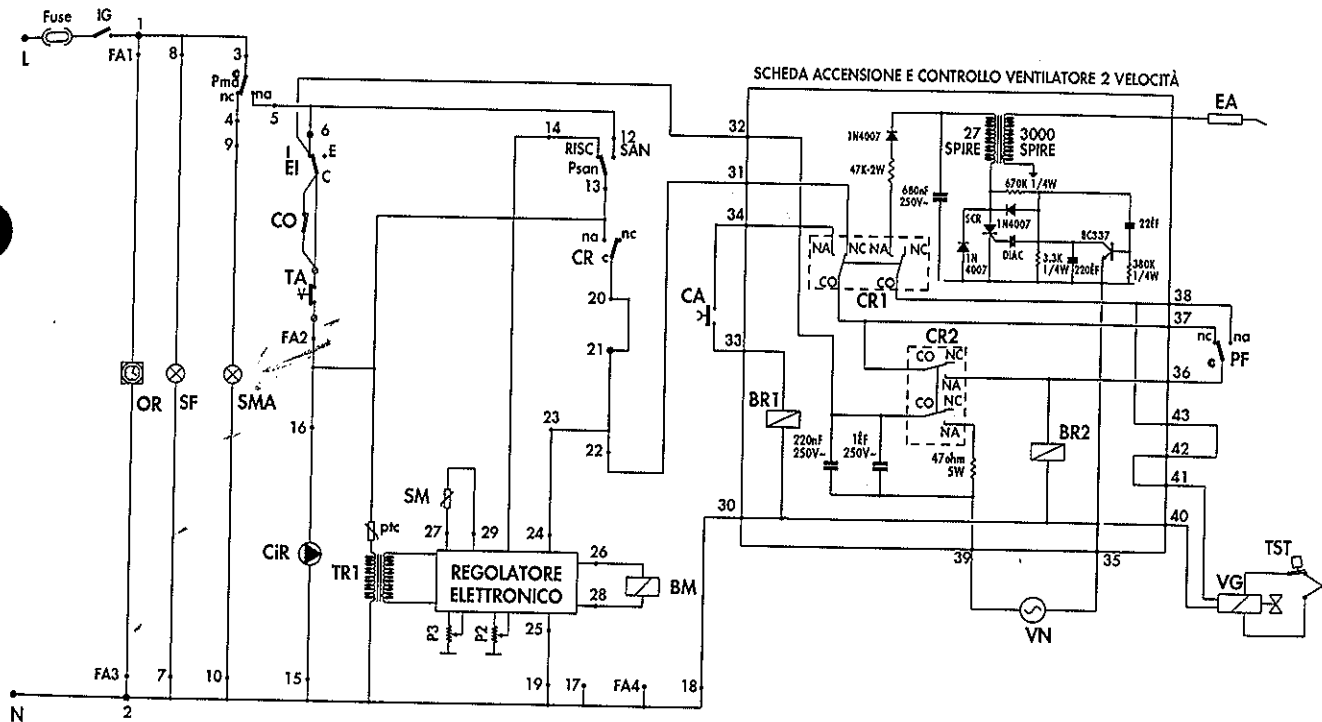 Fuse
IG
1
L
FA1
8
3
Pmd
nc
na
4
9
5
6
I
E
EI
C
CO
TA
FA2
OR
SF
SMA
16
CiR
15
FA3
7
10
N
2
14
RISC
12
SAN
Psan
13
na
nc
CR
c
20
21
23
22
SM
27
29
24
ptc
TR1
REGOLATORE
ELETTRONICO
26
BM
28
P3
P2
25
19
17
FA4
18
SCHEDA ACCENSIONE E CONTROLLO VENTILATORE 2 VELOCITÀ
32
31
34
CA
33
30
1N4007
47K-2W
680nF
250V~
27
SPIRE
3000
SPIRE
EA
670K 1/4W
SCR
1N4007
BC337
DIAC
1N
4007
3.3K
1/4W
380K
1/4W
NA
NC
NA
NC
CO
CO
CR1
CR2
CO
NC
NA
CO
NC
NA
BR1
220nF
250V~
250V~
47ohm
5W
BR2
38
37
nc
na
c
PF
36
43
42
41
40
39
35
VN
VG
TST